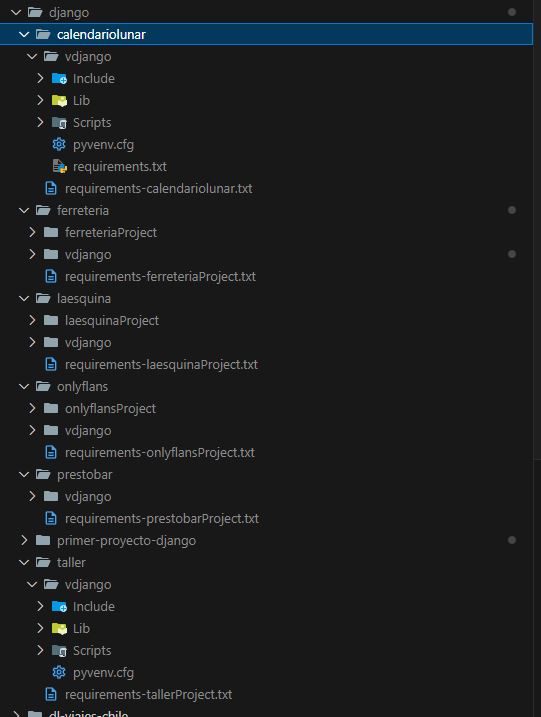 django
calendariolunar
vdjango
Include
Lib
Scripts
pyvenv.cfg
requirements.txt
requirements-calendariolunar.txt
ferreteria
ferreteriaProject
vdjango
requirements-ferreteriaProject.txt
laesquina
laesquinaProject
vdjango
requirements-laesquinaProject.txt
onlyflans
onlyflansProject
vdjango
requirements-onlyflansProject.txt
prestobar
vdjango
requirements-prestobarProject.txt
primer-proyecto-django
taller
vdjango
Include
Lib
Scripts
pyvenv.cfg
requirements-tallerProject.txt
dl-viajes-chile